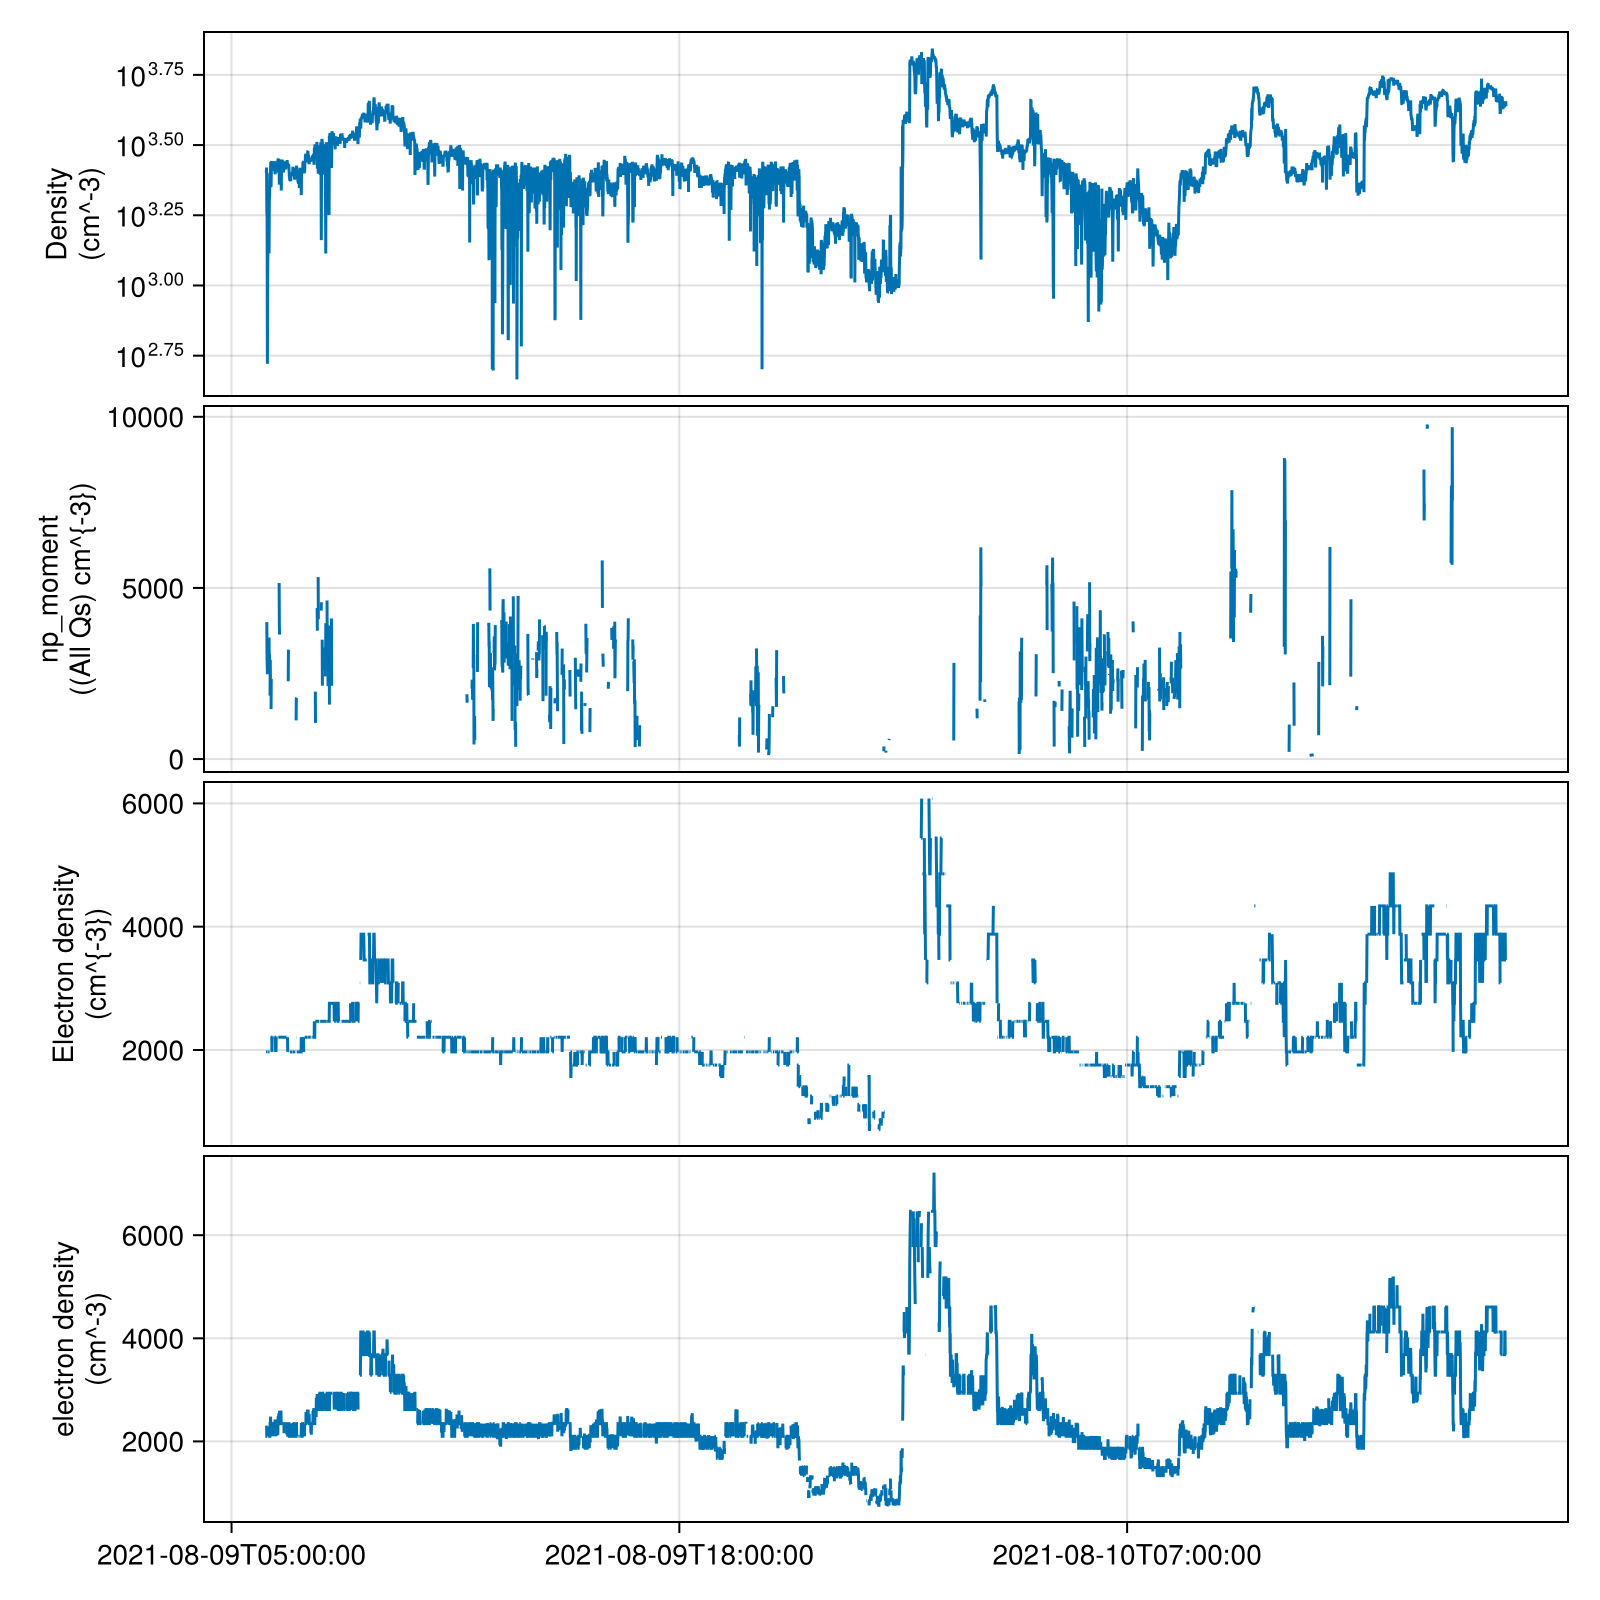 10^3.75
10^3.50
10^3.25
10^3.00
10^2.75
Density
(cm^-3)
10000
5000
0
np_moment
((All Qs) cm^{-3})
6000
4000
2000
Electron density
(cm^{-3})
6000
4000
2000
electron density
(cm^-3)
2021-08-09T05:00:00 2021-08-09T18:00:00 2021-08-10T07:00:00